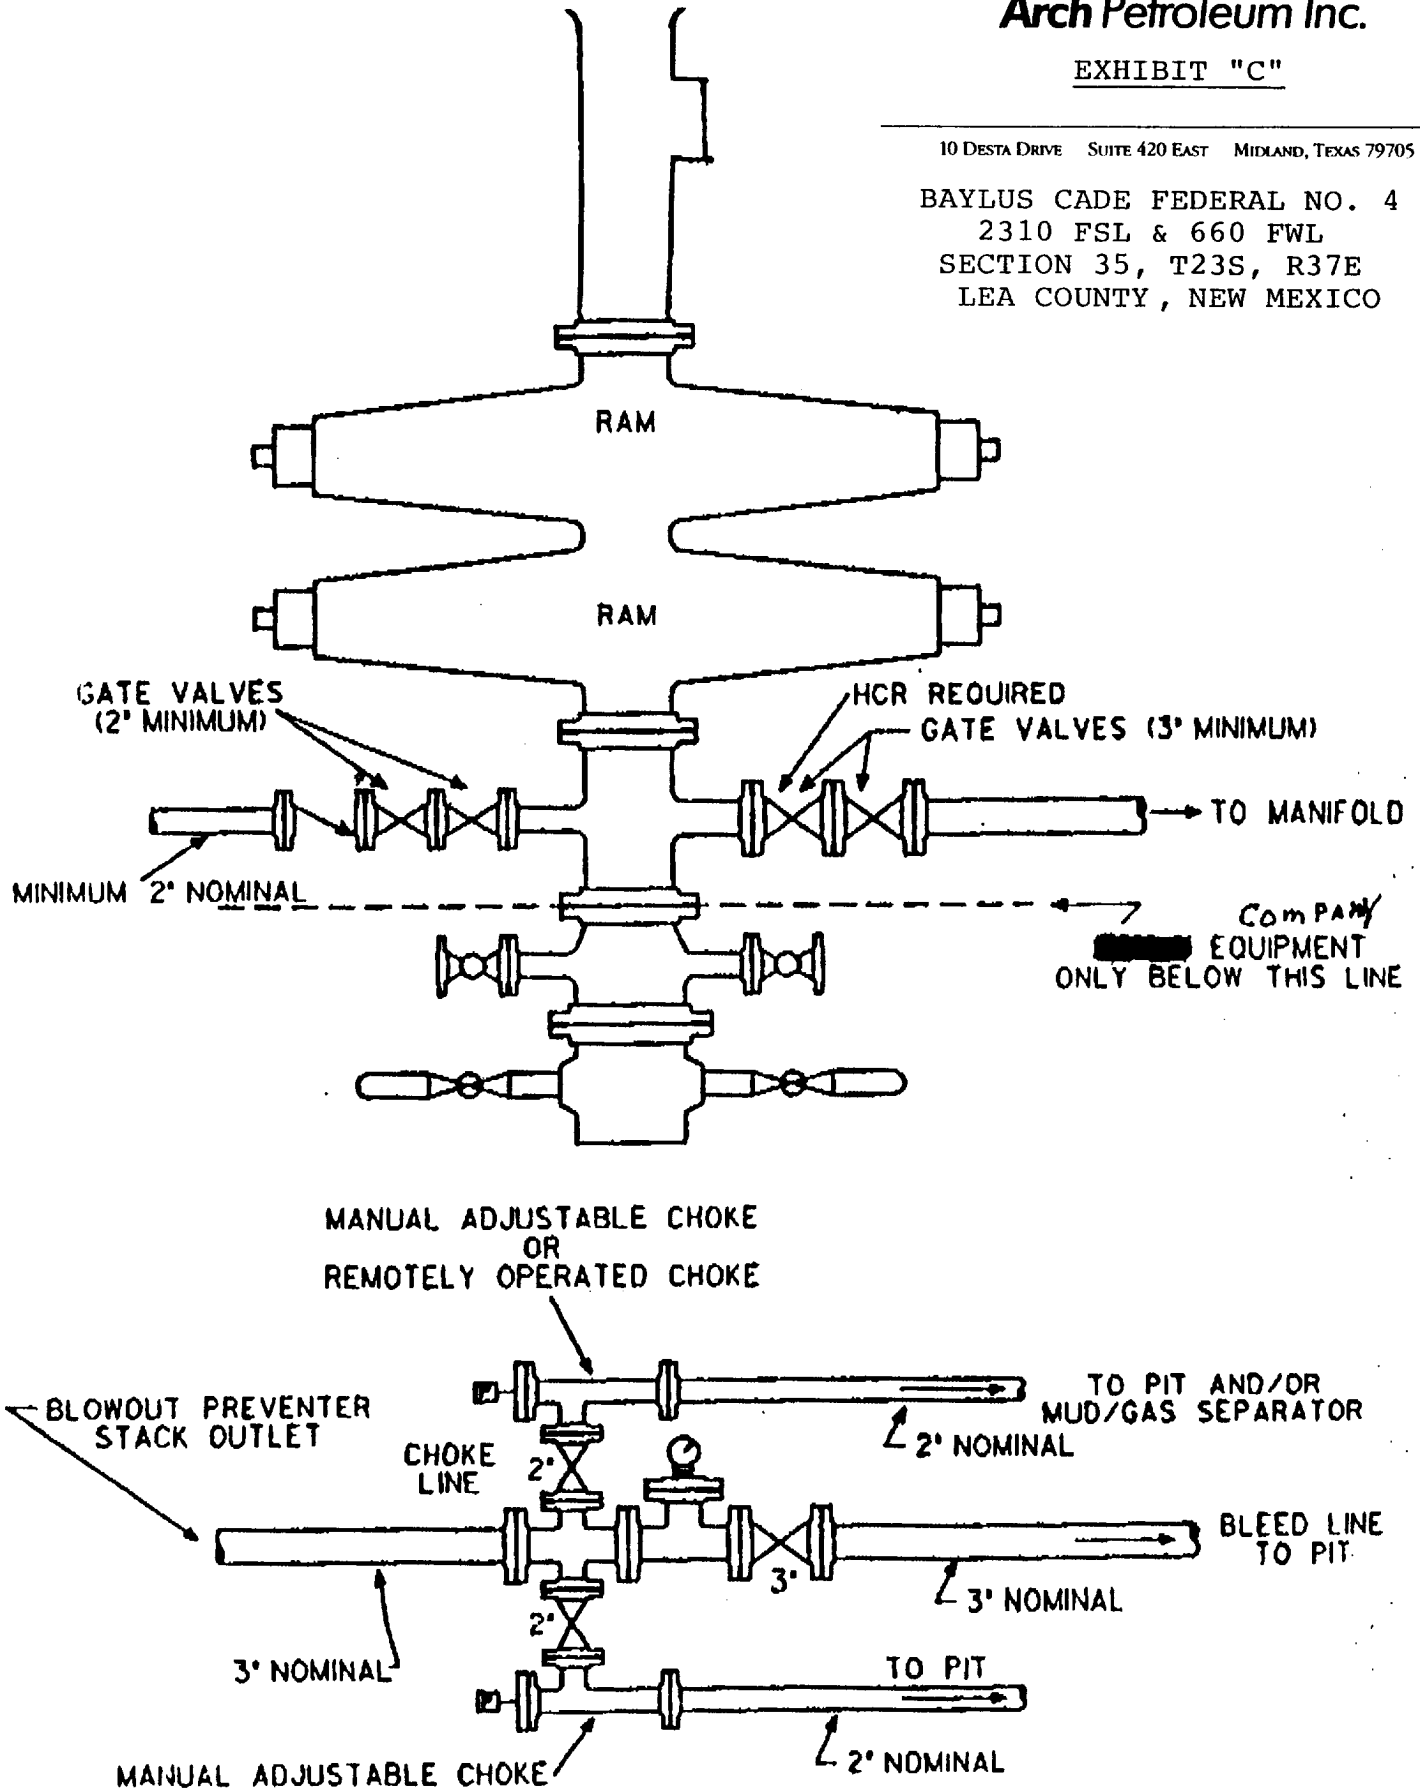 Arch Petroleum Inc.
EXHIBIT "C"
10 DESTA DRIVE SUITE 420 EAST MIDLAND, TEXAS 79705
BAYLUS CADE FEDERAL NO. 4
2310 FSL & 660 FWL
SECTION 35, T23S, R37E
LEA COUNTY, NEW MEXICO
RAM
RAM
GATE VALVES
(2" MINIMUM)
HCR REQUIRED
GATE VALVES (3" MINIMUM)
TO MANIFOLD
MINIMUM 2" NOMINAL
ComPANY
EQUIPMENT
ONLY BELOW THIS LINE
MANUAL ADJUSTABLE CHOKE
OR
REMOTELY OPERATED CHOKE
BLOWOUT PREVENTER
STACK OUTLET
CHOKE
LINE
2"
TO PIT AND/OR
MUD/GAS SEPARATOR
2" NOMINAL
BLEED LINE
TO PIT
3"
3" NOMINAL
2"
3" NOMINAL
TO PIT
2" NOMINAL
MANUAL ADJUSTABLE CHOKE